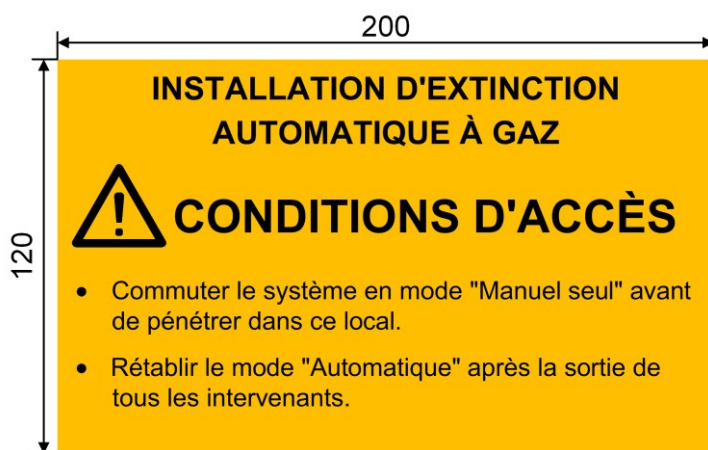 200
120
INSTALLATION D'EXTINCTION
AUTOMATIQUE À GAZ
CONDITIONS D'ACCÈS
• Commuter le système en mode "Manuel seul" avant
de pénétrer dans ce local.
• Rétablir le mode "Automatique" après la sortie de
tous les intervenants.